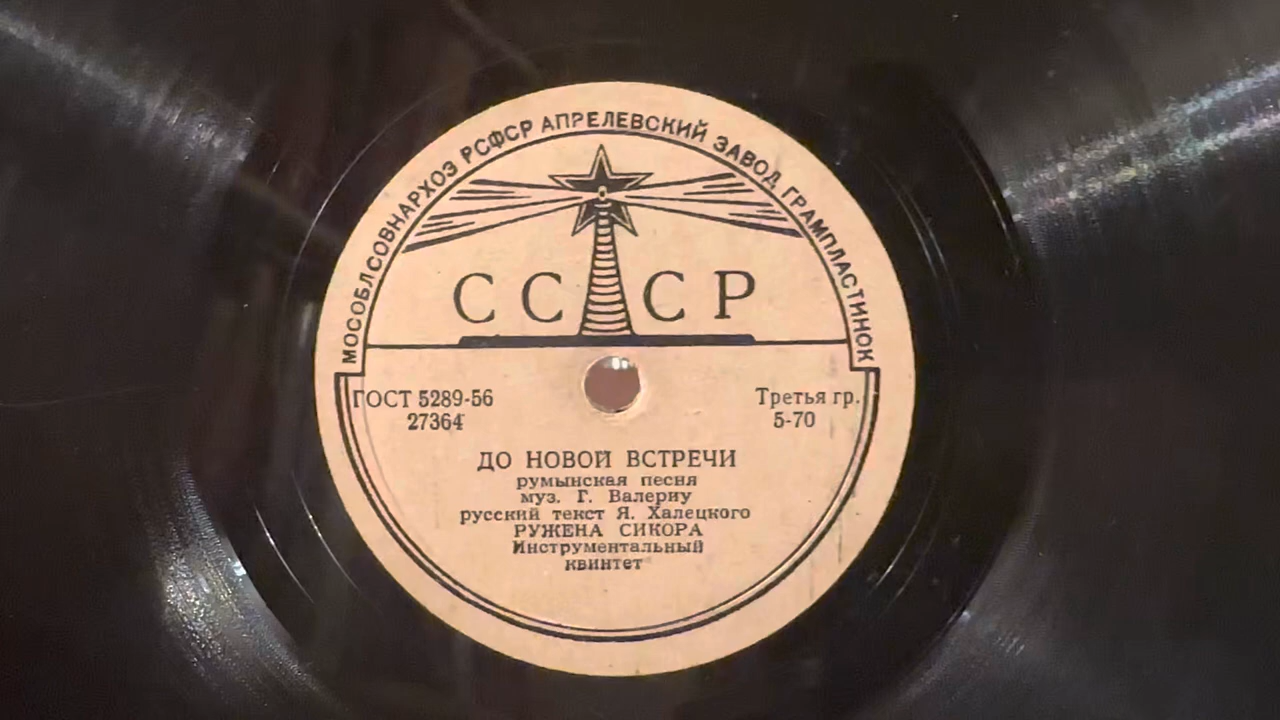 МОСОБЛСОВНАРХОЗ РСФСР АПРЕЛЕВСКИЙ ЗАВОД ГРАМПЛАСТИНОК
СССР
ГОСТ 5289-56
27364
Третья гр.
5-70
ДО НОВОЙ ВСТРЕЧИ
румынская песня
муз. Г. Валериу
русский текст Я. Халецкого
РУЖЕНА СИКОРА
Инструментальный
квинтет